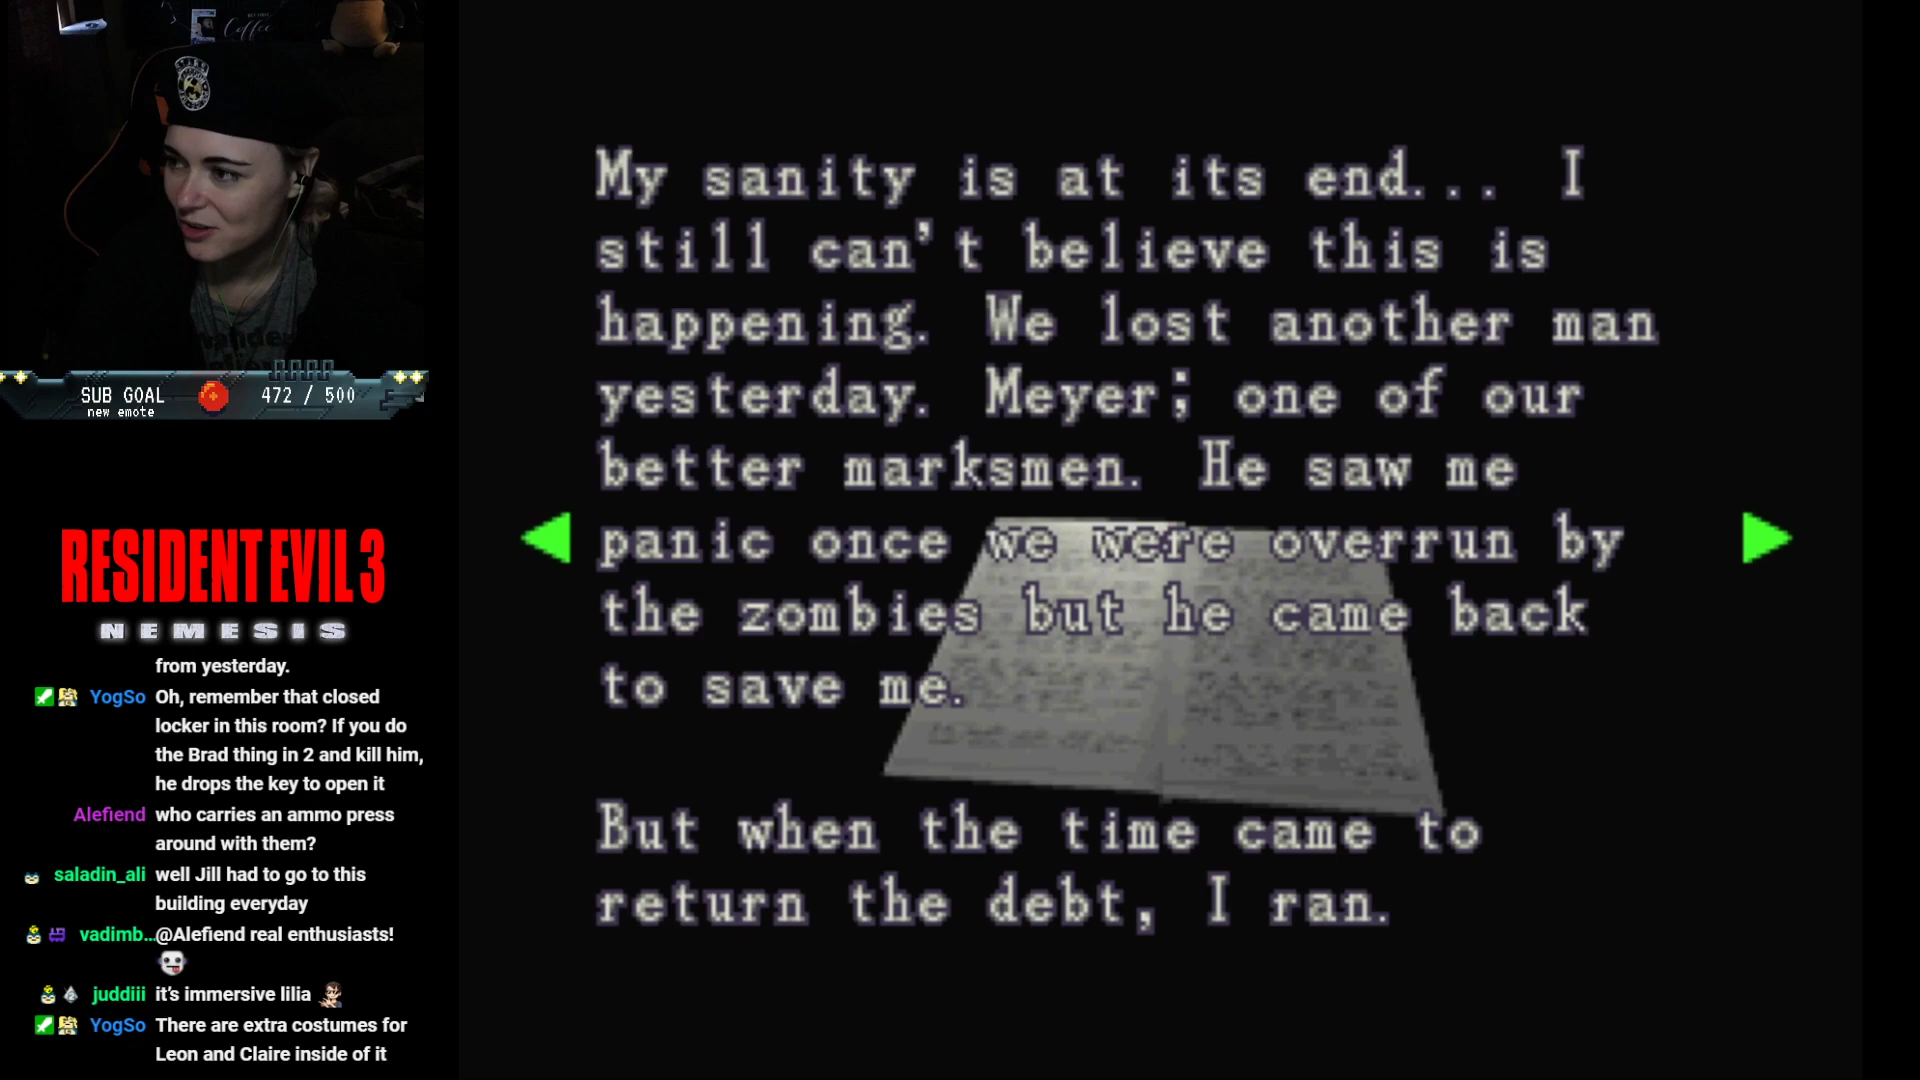 Coffee
My sanity is at its end... I
still can't believe this is
happening. We lost another man
yesterday. Meyer; one of our
better marksmen. He saw me
panic once we were overrun by
the zombies but he came back
to save me.
But when the time came to
return the debt, I ran.
SUB GOAL
new emote
472 / 500
RESIDENT EVIL 3
NEMESIS
from yesterday.
YogSo Oh, remember that closed
locker in this room? If you do
the Brad thing in 2 and kill him,
he drops the key to open it
Alefiend who carries an ammo press
around with them?
saladin_ali well Jill had to go to this
building everyday
vadimb... @Alefiend real enthusiasts!
juddiii it's immersive lilia
YogSo There are extra costumes for
Leon and Claire inside of it